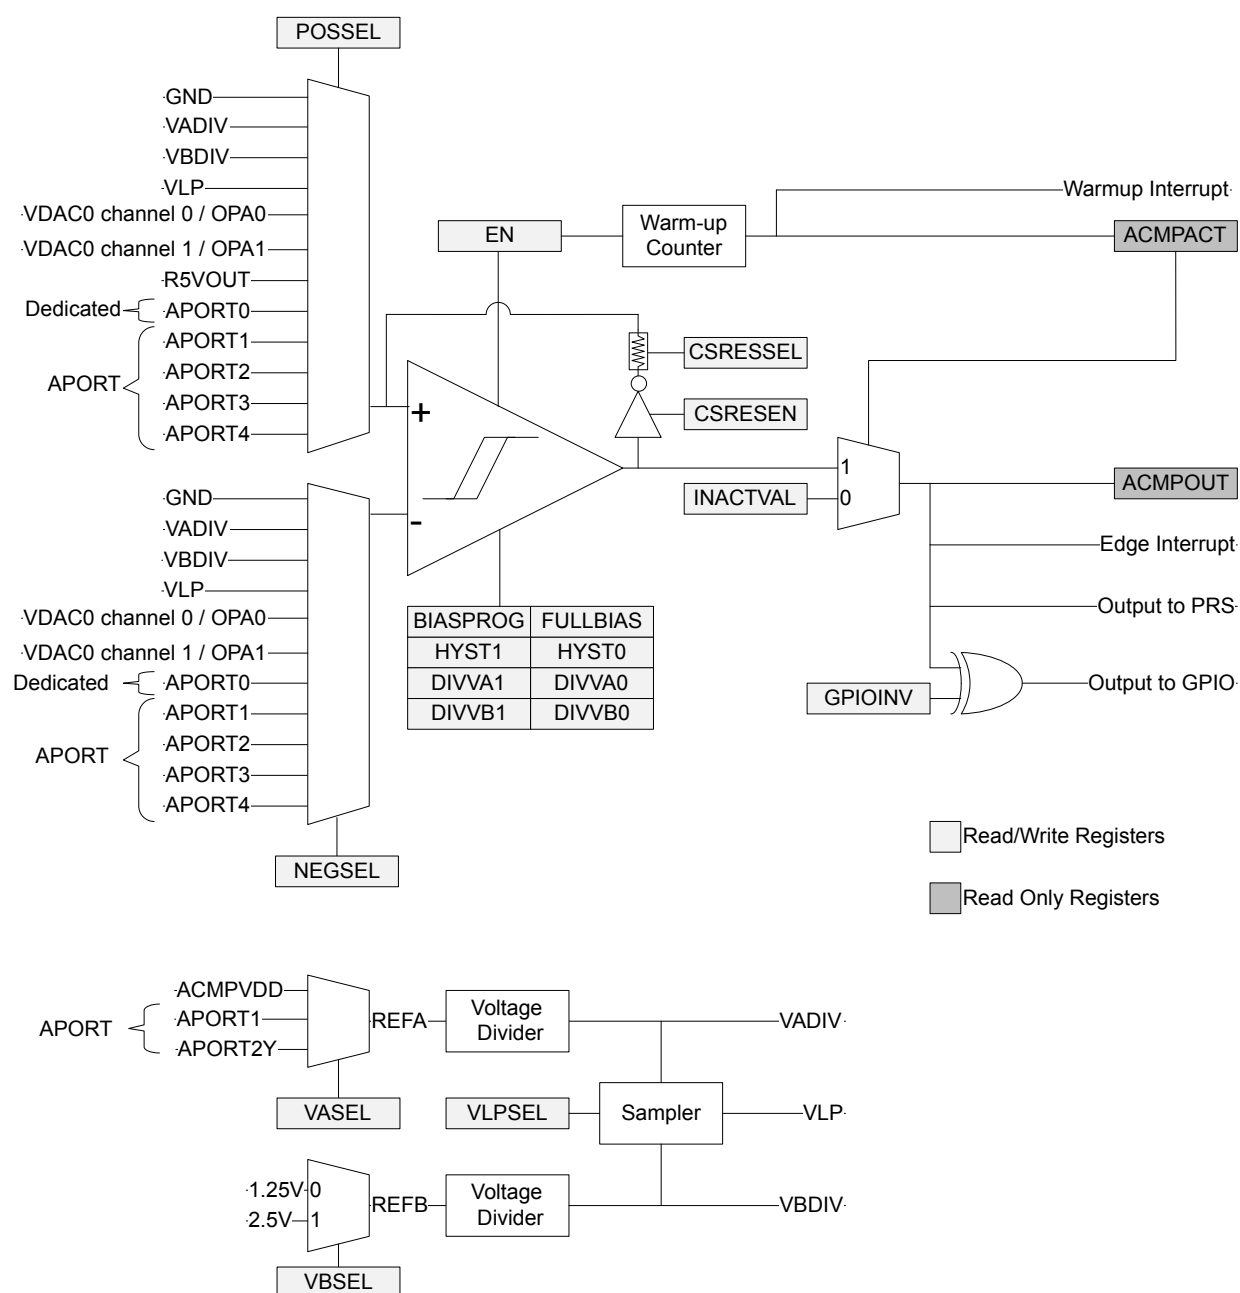 POSSEL
GND
VADIV
VBDIV
VLP
VDAC0 channel 0 / OPA0
VDAC0 channel 1 / OPA1
R5VOUT
Dedicated
APORT0
APORT1
APORT2
APORT
APORT3
APORT4
EN
Warm-up
Counter
Warmup Interrupt
ACMPACT
CSRESSEL
CSRESEN
+
-
1
INACTVAL
0
ACMPOUT
Edge Interrupt
Output to PRS
GPIOINV
Output to GPIO
GND
VADIV
VBDIV
VLP
VDAC0 channel 0 / OPA0
VDAC0 channel 1 / OPA1
Dedicated
APORT0
APORT1
APORT2
APORT
APORT3
APORT4
NEGSEL
BIASPROG FULLBIAS
HYST1 HYST0
DIVVA1 DIVVA0
DIVVB1 DIVVB0
Read/Write Registers
Read Only Registers
ACMPVDD
APORT
APORT1
APORT2Y
REFA
Voltage
Divider
VADIV
VASEL
VLPSEL
Sampler
VLP
1.25V 0
2.5V 1
REFB
Voltage
Divider
VBDIV
VBSEL